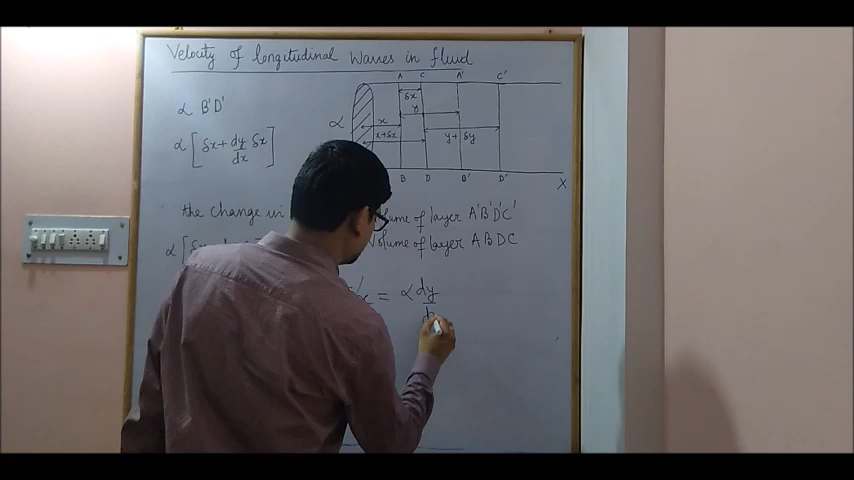 Velocity of longitudinal Waves in fluid
A C A' C'
δx
y
α B'D'
α
x
x+δx
y+ δy
α [ δx + dy/dx δx ]
B D B' D' X
the change in
volume of layer A'B'D'C'
α [
Volume of layer ABDC
= α dy